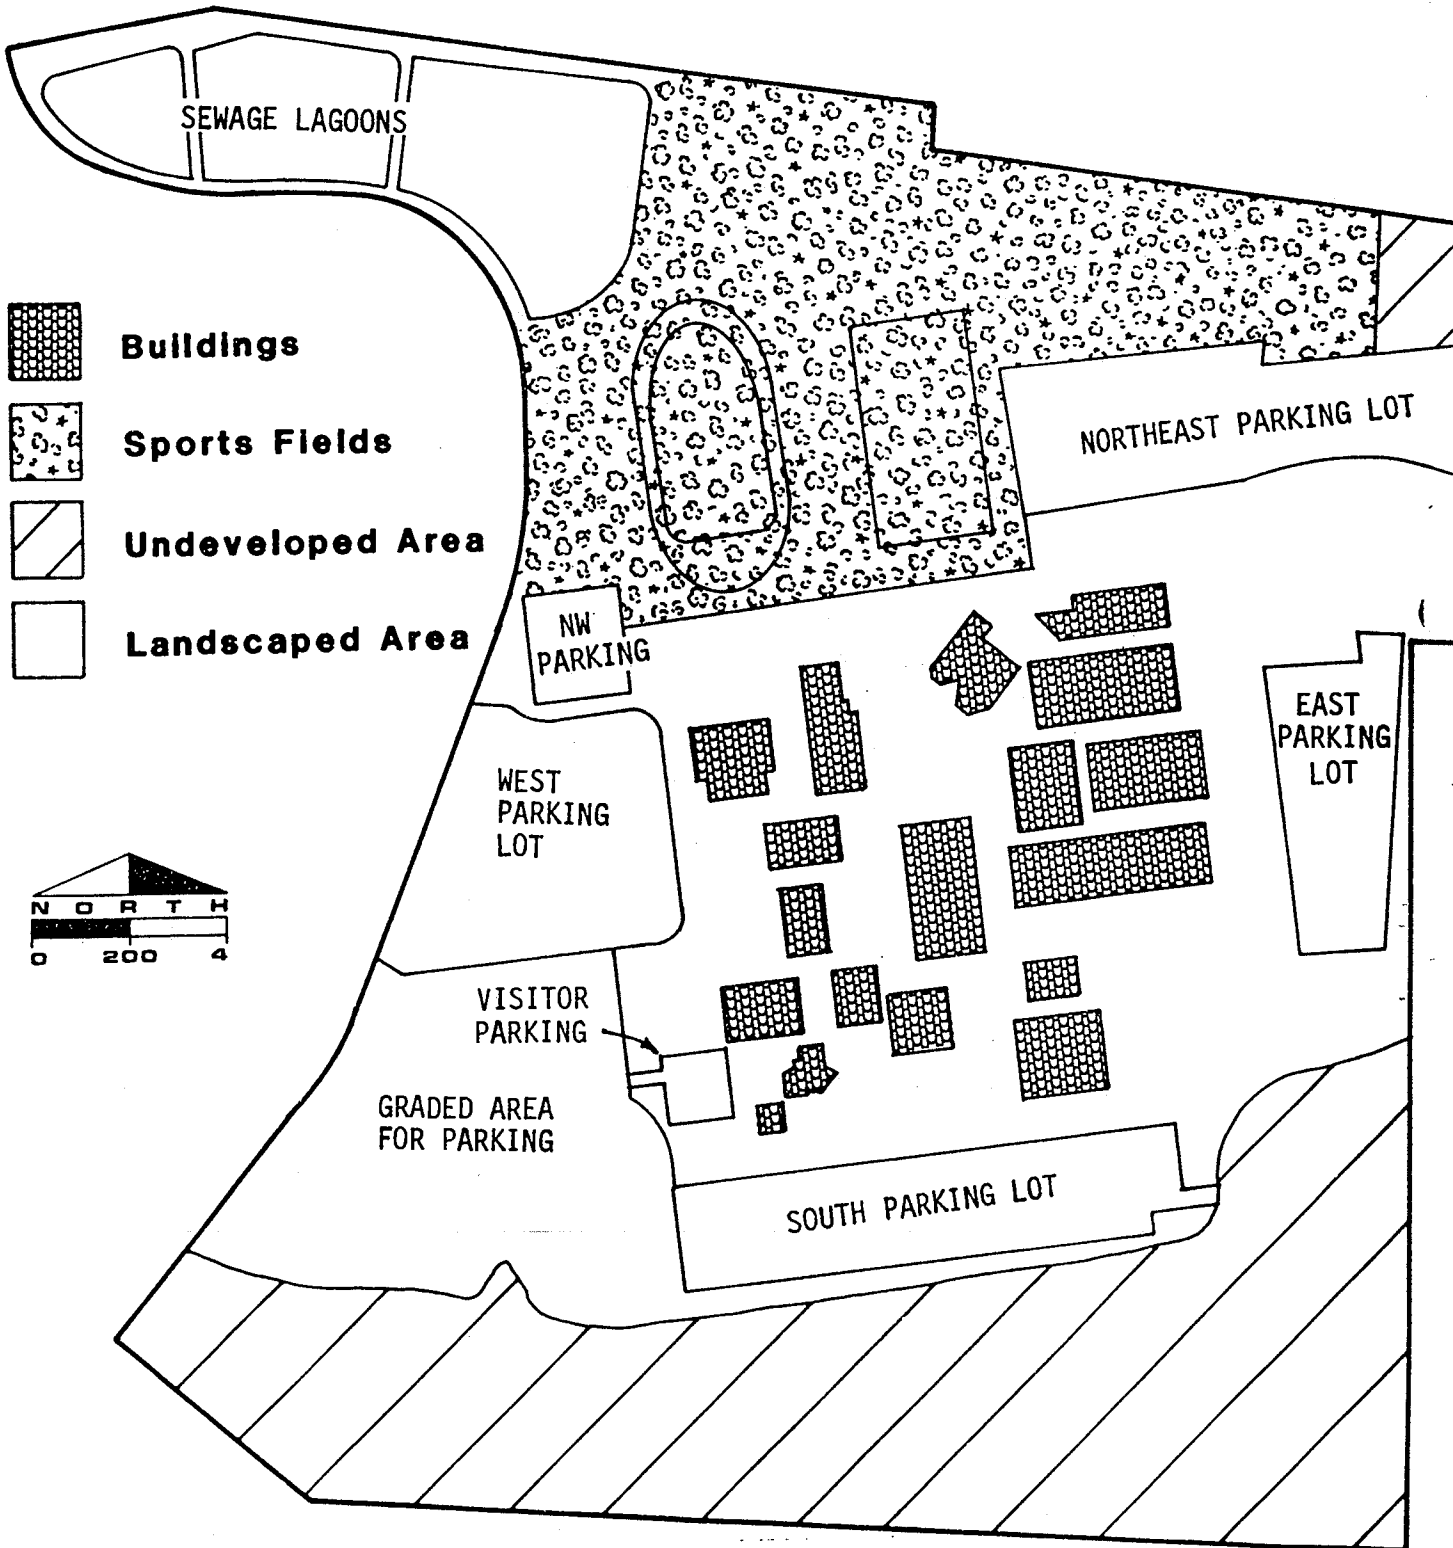 SEWAGE LAGOONS
Buildings
Sports Fields
Undeveloped Area
Landscaped Area
NORTHEAST PARKING LOT
NW
PARKING
EAST
PARKING
LOT
WEST
PARKING
LOT
NORTH
0 200 4
VISITOR
PARKING
GRADED AREA
FOR PARKING
SOUTH PARKING LOT